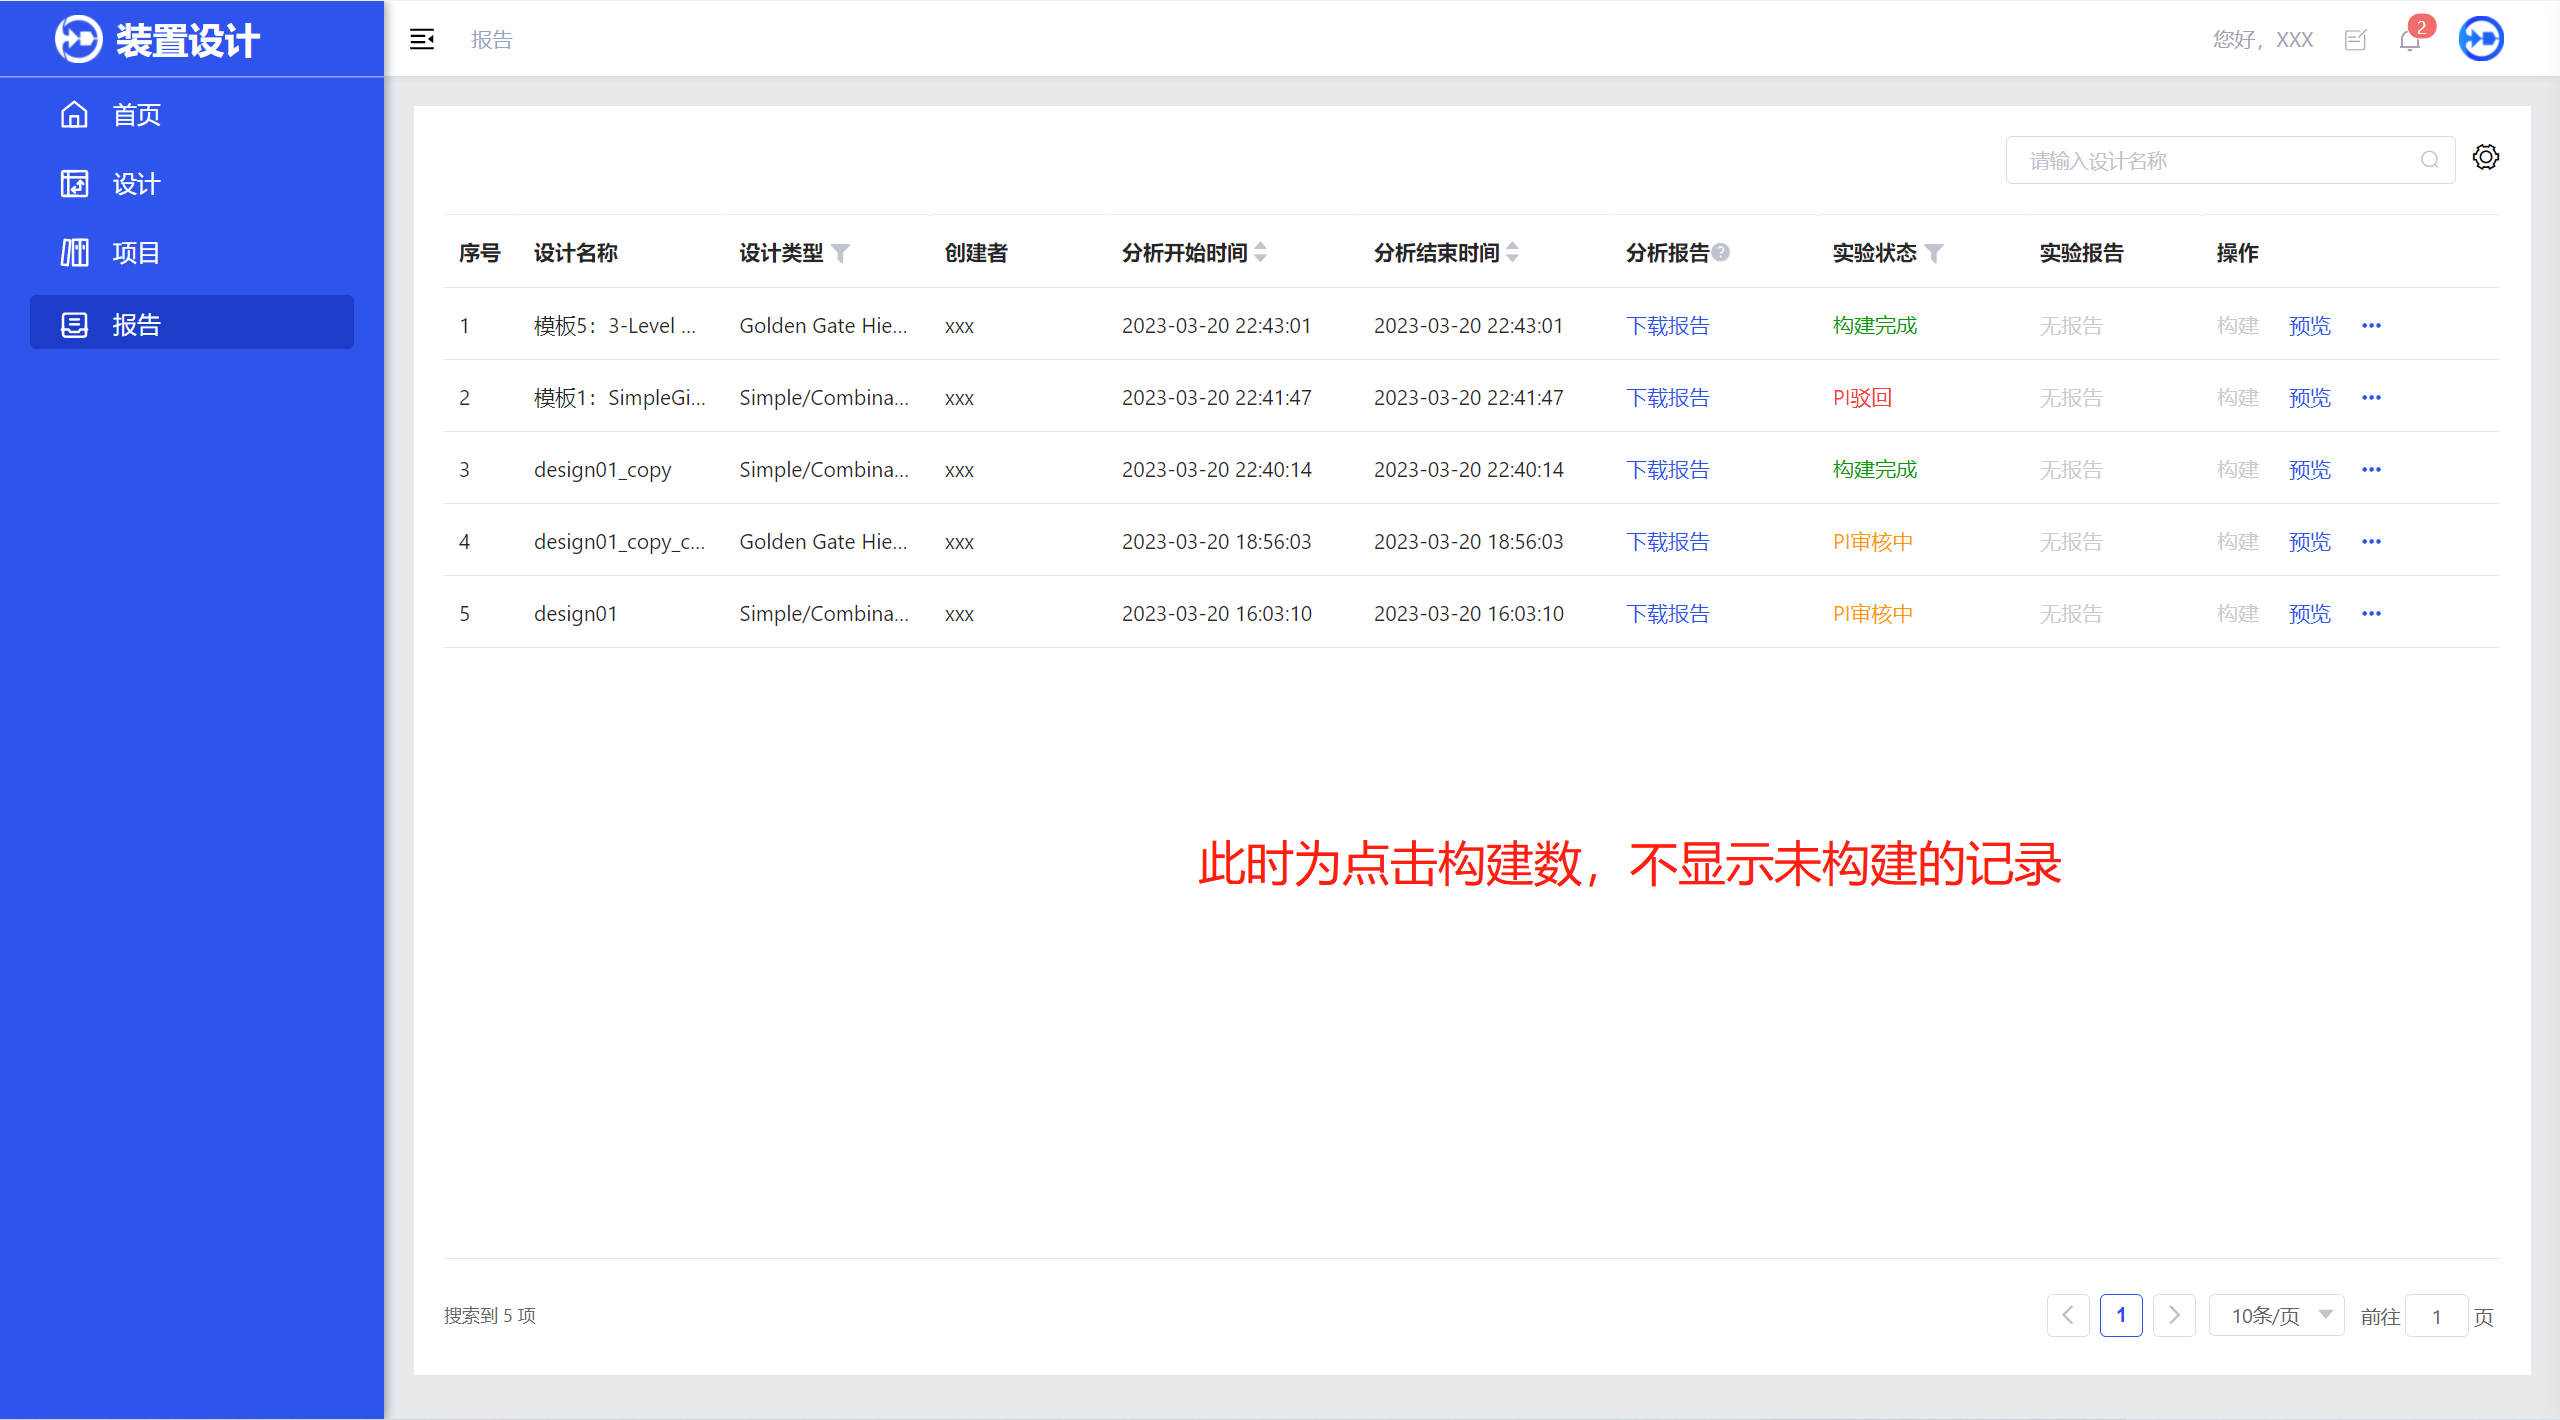 装置设计
报告
您好，XXX
2
首页
设计
项目
报告
请输入设计名称
序号 设计名称 设计类型 创建者 分析开始时间 分析结束时间 分析报告 ? 实验状态 实验报告 操作
1 模板5：3-Level ... Golden Gate Hie... xxx 2023-03-20 22:43:01 2023-03-20 22:43:01 下载报告 构建完成 无报告 构建 预览 •••
2 模板1：SimpleGi... Simple/Combina... xxx 2023-03-20 22:41:47 2023-03-20 22:41:47 下载报告 PI驳回 无报告 构建 预览 •••
3 design01_copy Simple/Combina... xxx 2023-03-20 22:40:14 2023-03-20 22:40:14 下载报告 构建完成 无报告 构建 预览 •••
4 design01_copy_c... Golden Gate Hie... xxx 2023-03-20 18:56:03 2023-03-20 18:56:03 下载报告 PI审核中 无报告 构建 预览 •••
5 design01 Simple/Combina... xxx 2023-03-20 16:03:10 2023-03-20 16:03:10 下载报告 PI审核中 无报告 构建 预览 •••
此时为点击构建数，不显示未构建的记录
搜索到 5 项
1 10条/页 前往 1 页